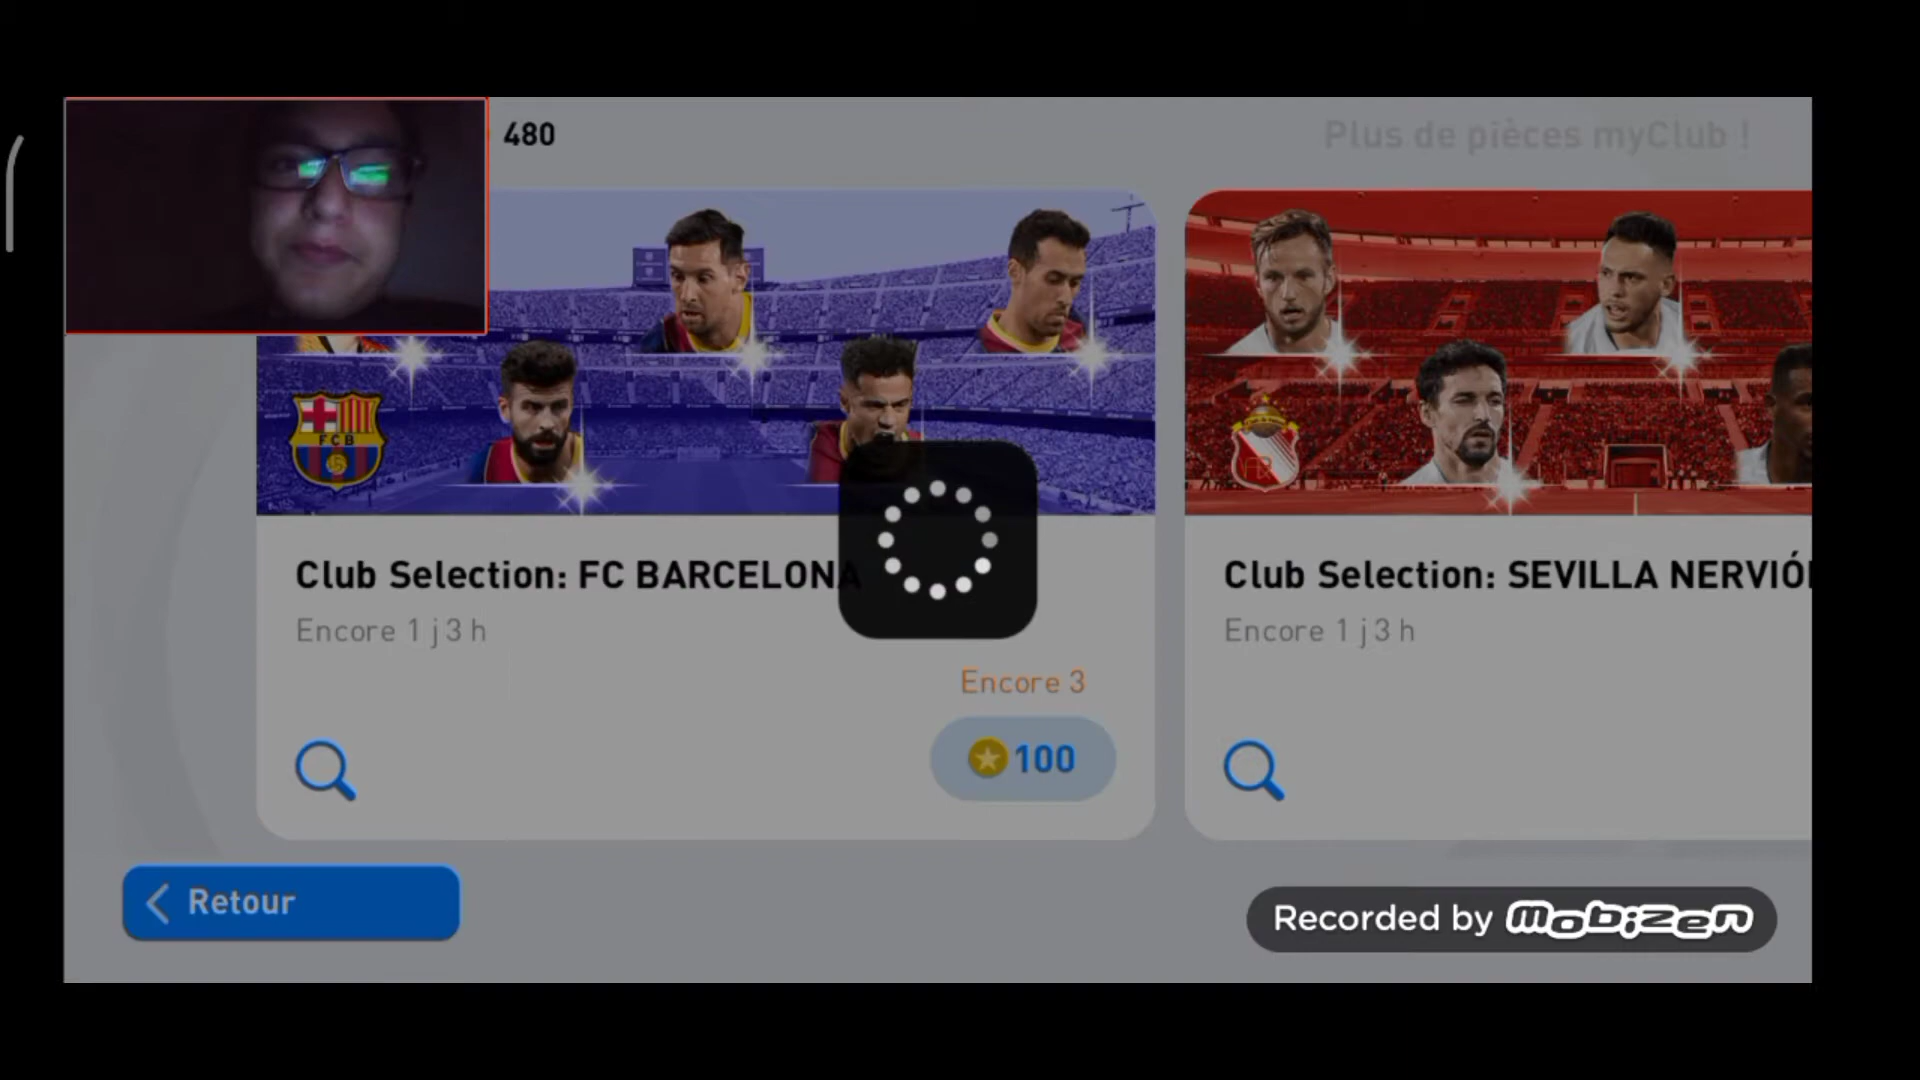 480
Plus de pièces myClub !
FCB
Club Selection: FC BARCELONA
Encore 1 j 3 h
Encore 3
100
Club Selection: SEVILLA NERVIÓ
Encore 1 j 3 h
Retour
Recorded by mobizen